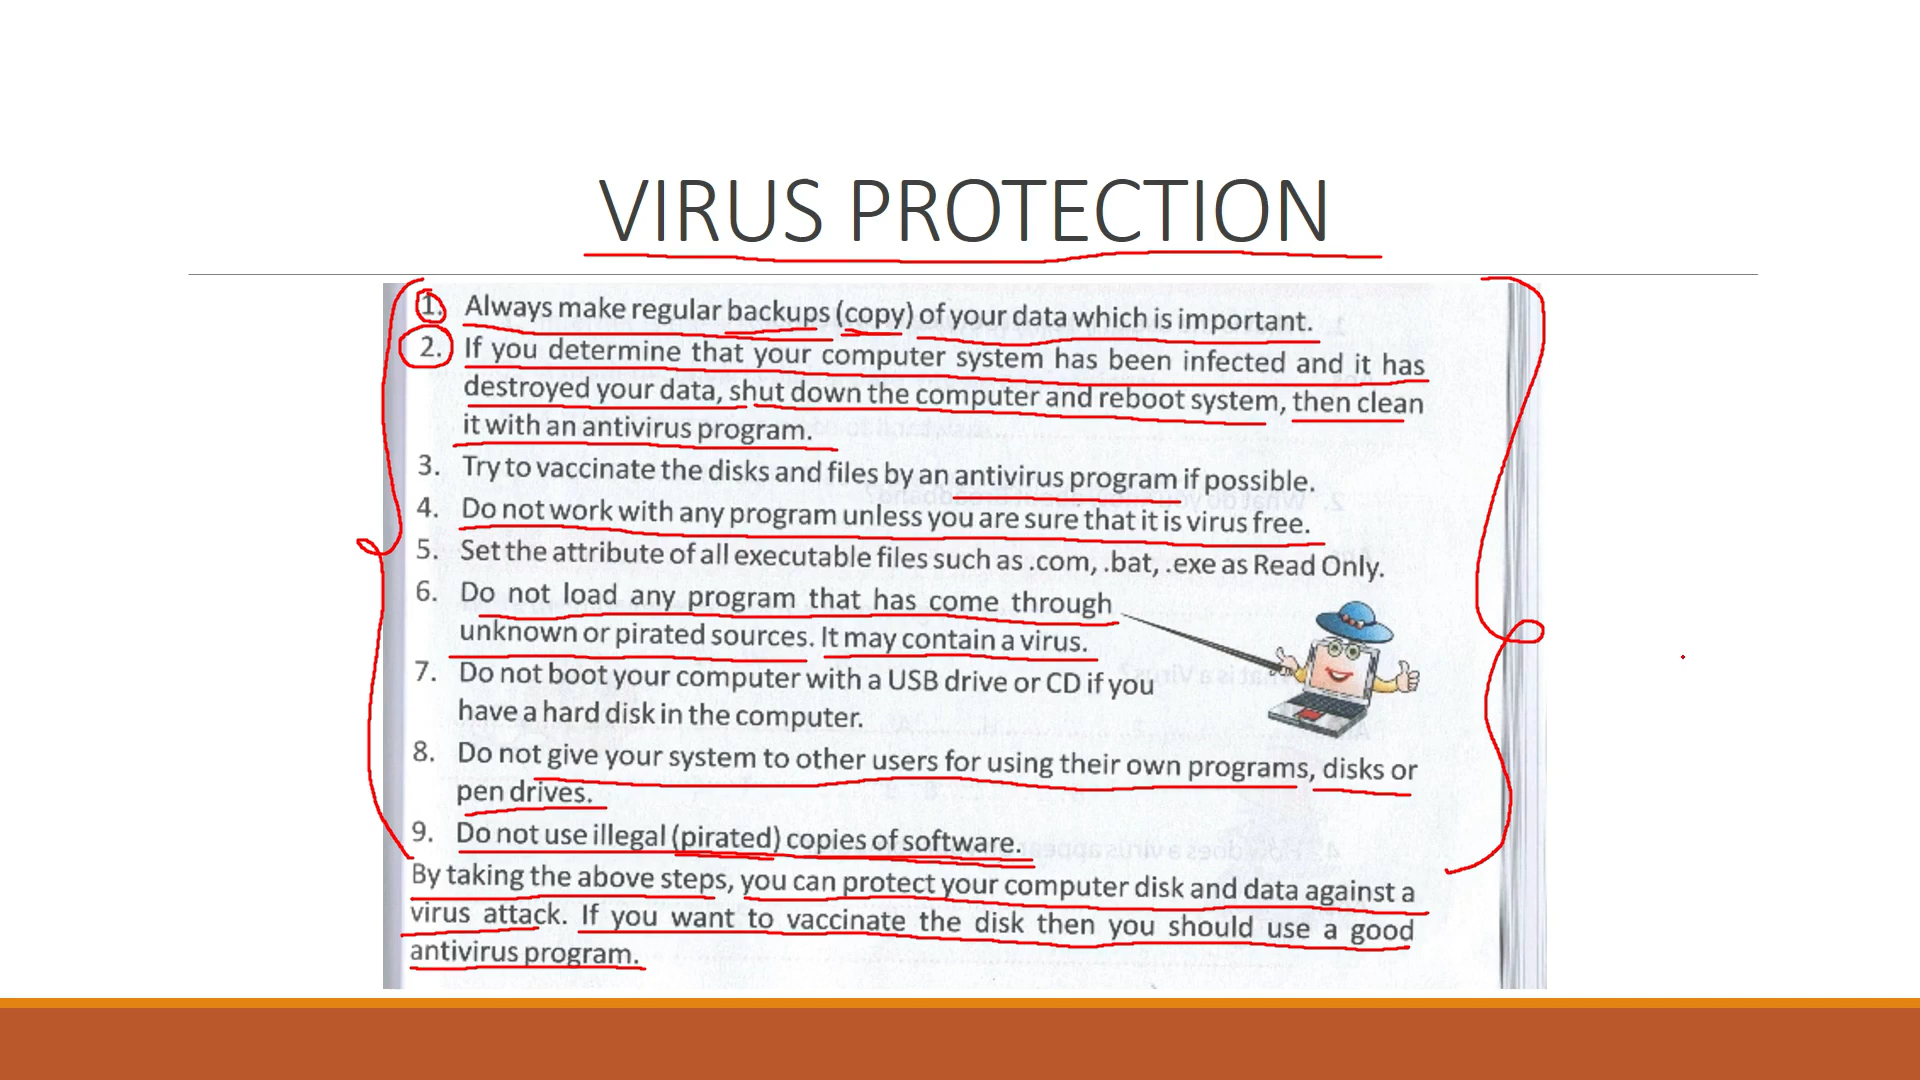 VIRUS PROTECTION
1. Always make regular backups (copy) of your data which is important.
2. If you determine that your computer system has been infected and it has
destroyed your data, shut down the computer and reboot system, then clean
it with an antivirus program.
3. Try to vaccinate the disks and files by an antivirus program if possible.
4. Do not work with any program unless you are sure that it is virus free.
5. Set the attribute of all executable files such as .com, .bat, .exe as Read Only.
6. Do not load any program that has come through
unknown or pirated sources. It may contain a virus.
7. Do not boot your computer with a USB drive or CD if you
have a hard disk in the computer.
8. Do not give your system to other users for using their own programs, disks or
pen drives.
9. Do not use illegal (pirated) copies of software.
By taking the above steps, you can protect your computer disk and data against a
virus attack. If you want to vaccinate the disk then you should use a good
antivirus program.